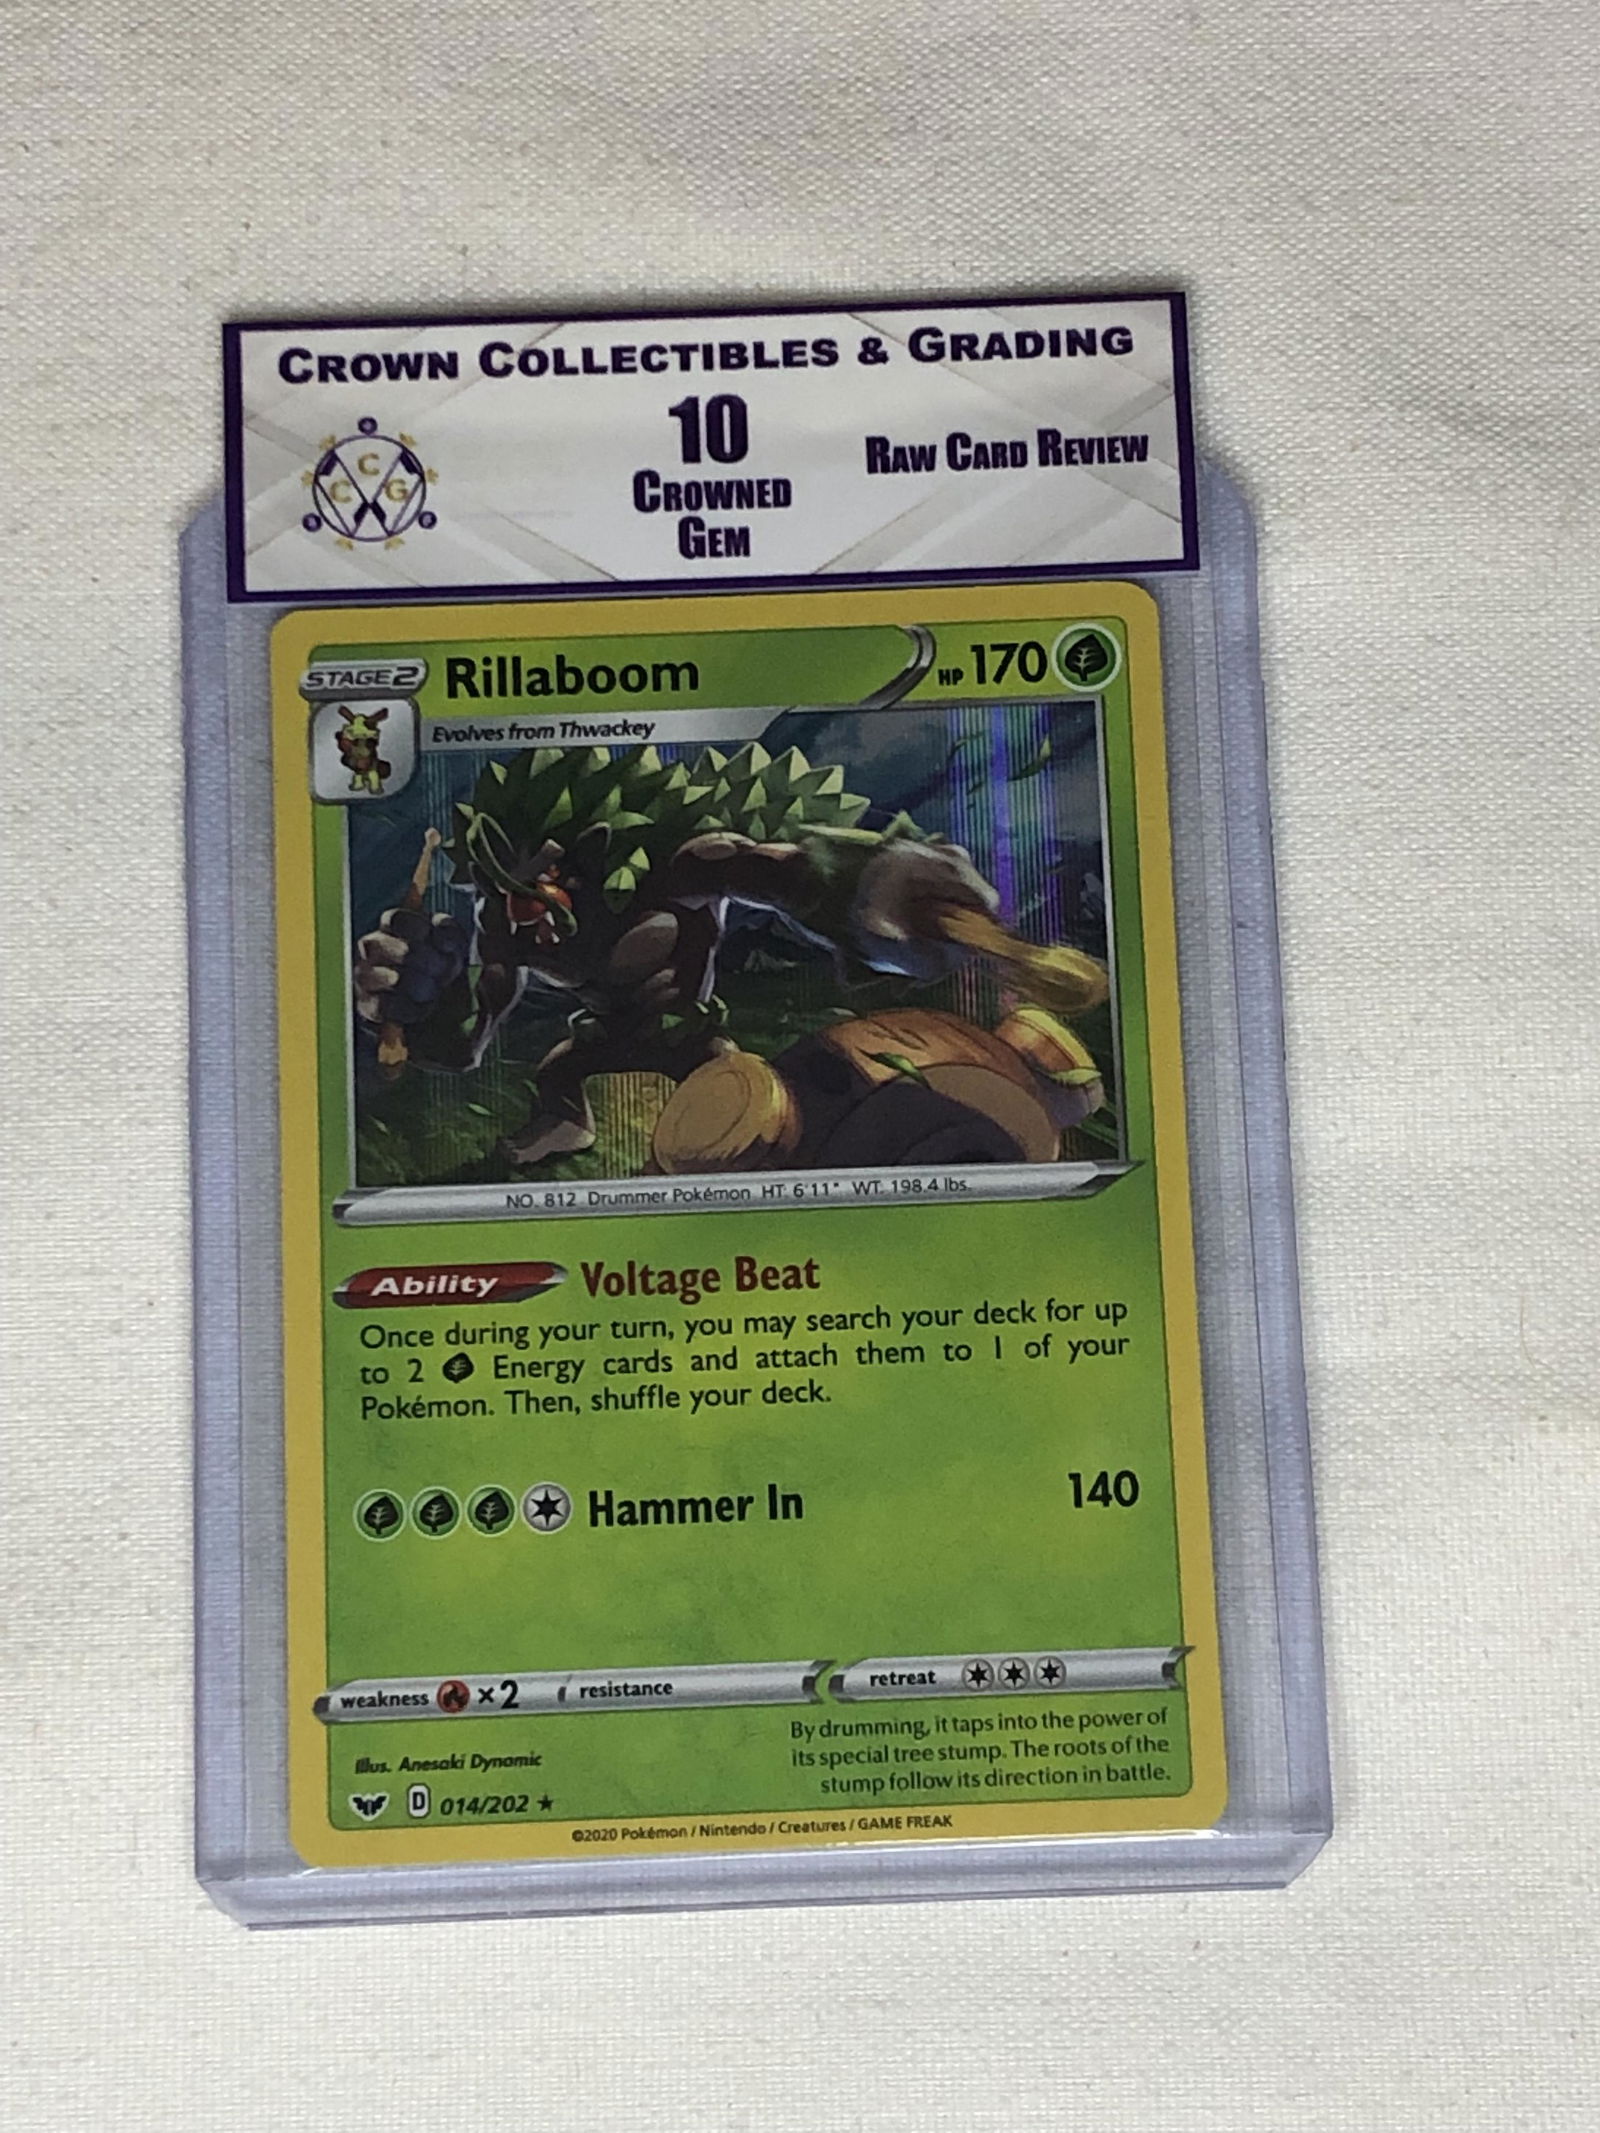 CROWN COLLECTIBLES & GRADING
C C G
10
CROWNED
GEM
RAW CARD REVIEW
STAGE 2 Rillaboom HP 170
Evolves from Thwackey
NO. 812 Drummer Pokémon HT: 6'11" WT: 198.4 lbs.
Ability Voltage Beat
Once during your turn, you may search your deck for up
to 2 Energy cards and attach them to 1 of your
Pokémon. Then, shuffle your deck.
Hammer In 140
weakness ×2 resistance retreat
By drumming, it taps into the power of
its special tree stump. The roots of the
stump follow its direction in battle.
Illus. Anesaki Dynamic
D 014/202 ★
©2020 Pokémon / Nintendo / Creatures / GAME FREAK